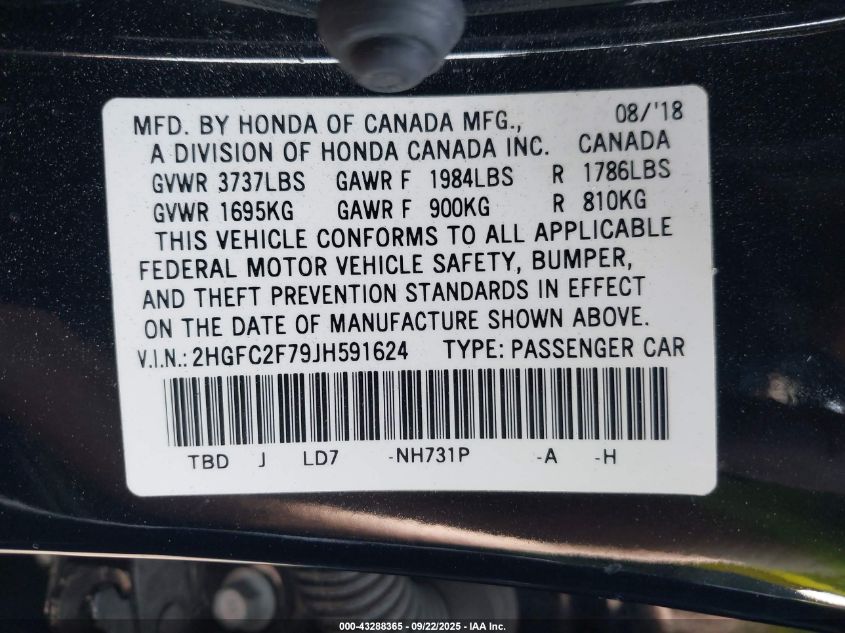 MFD. BY HONDA OF CANADA MFG., 08/'18
A DIVISION OF HONDA CANADA INC. CANADA
GVWR 3737LBS GAWR F 1984LBS R 1786LBS
GVWR 1695KG GAWR F 900KG R 810KG
THIS VEHICLE CONFORMS TO ALL APPLICABLE
FEDERAL MOTOR VEHICLE SAFETY, BUMPER,
AND THEFT PREVENTION STANDARDS IN EFFECT
ON THE DATE OF MANUFACTURE SHOWN ABOVE.
V.I.N.: 2HGFC2F79JH591624 TYPE: PASSENGER CAR
TBD J LD7 -NH731P -A -H
000-43288365 - 09/22/2025 - IAA Inc.